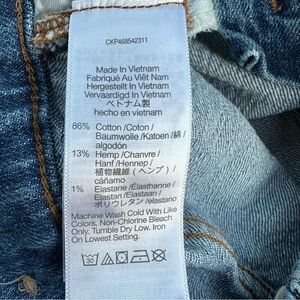 CKP468542311
Made In Vietnam
Fabriqué Au Viêt Nam
Hergestellt In Vietnam
Vervaardigd In Vietnam
ベトナム製
hecho en vietnam
86% Cotton /Coton /
Baumwolle /Katoen /綿 /
algodón
13% Hemp /Chanvre /
Hanf /Hennep /
植物繊維 (ヘンプ) /
cáñamo
1% Elastane /Élasthanne /
Elastan /Elastaan /
ポリウレタン /elastano
Machine Wash Cold With Like
Colors. Non-Chlorine Bleach
Only. Tumble Dry Low. Iron
On Lowest Setting.
30